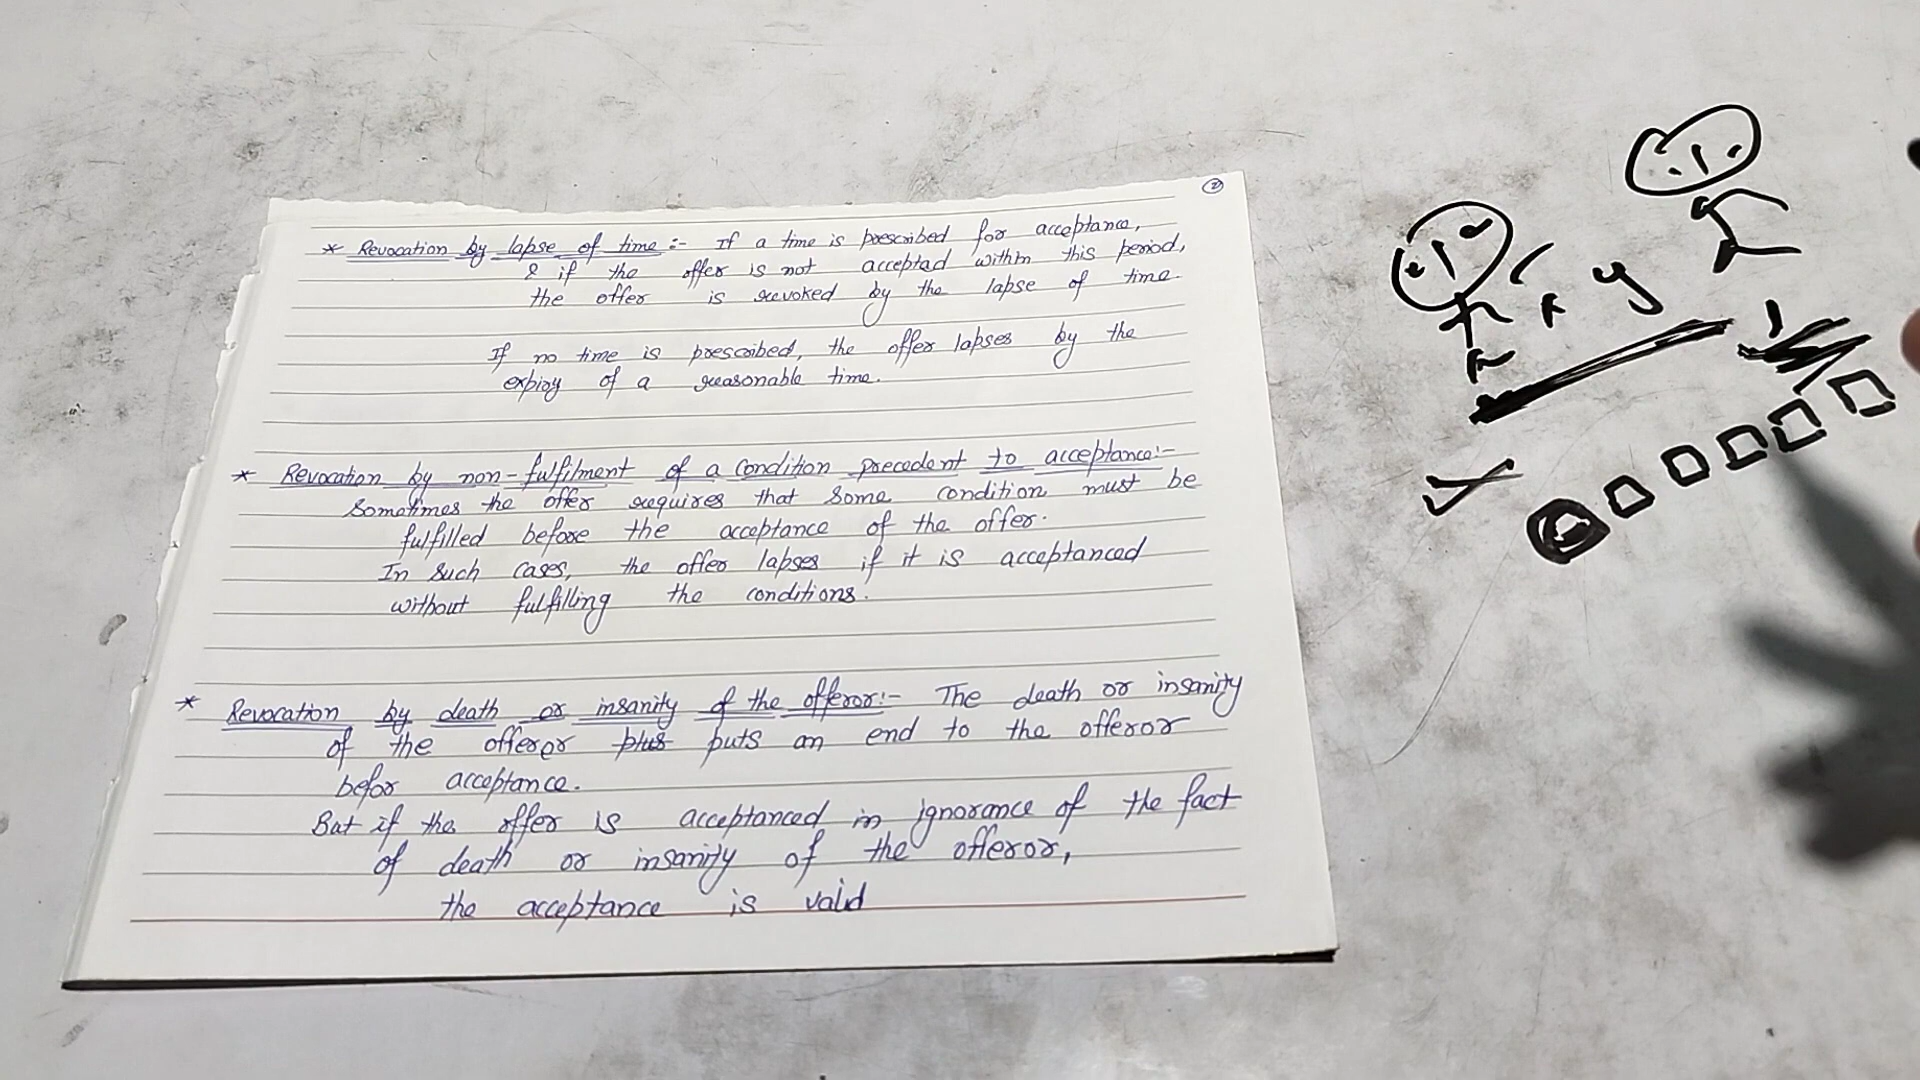 ②
* Revocation by lapse of time :- If a time is prescribed for acceptance,
& if the offer is not acceptad within this period,
the offer is revoked by the lapse of time.
If no time is prescribed, the offer lapses by the
expiry of a reasonable time.
* Revocation by non-fulfilment of a condition precedent to acceptance:-
Sometimes the offer requires that some condition must be
fulfilled before the acceptance of the offer.
In such cases, the offer lapses if it is acceptanced
without fulfilling the conditions.
* Revocation by death or insanity of the offeror:- The death or insanity
of the offeror plus puts an end to the offeror
befor acceptance.
But if the offer is acceptanced in ignorance of the fact
of death or insanity of the offeror,
the acceptance is valid